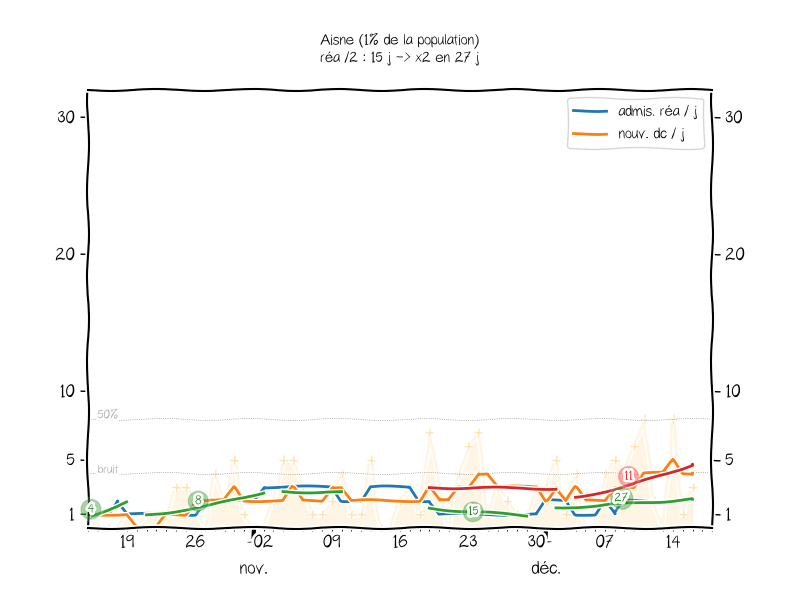 Aisne (1% de la population)
réa /2 : 15 j -> x2 en 27 j
admis. réa / j
nouv. dc / j
30 30
20 20
10 10
50%
5 5
bruit
11
27
8
4
15
1 1
19 26 02 09 16 23 30 07 14
nov. déc.